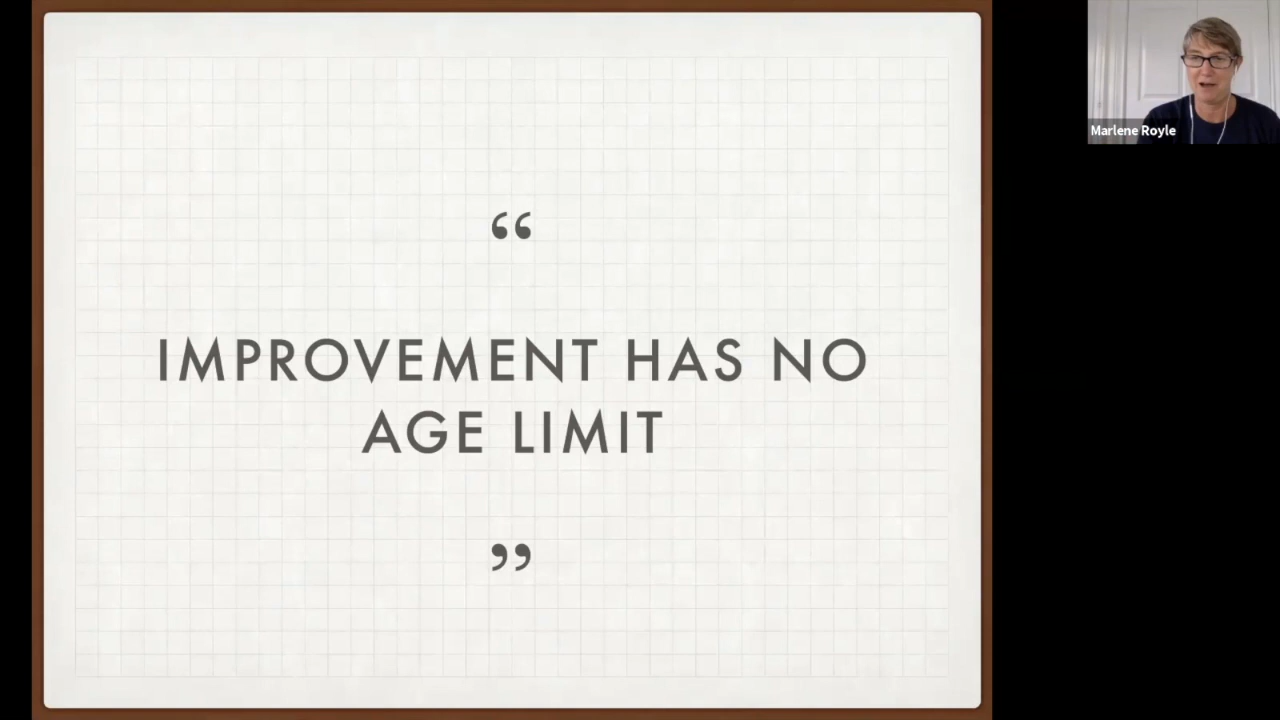 “
IMPROVEMENT HAS NO
AGE LIMIT
”
Marlene Royle